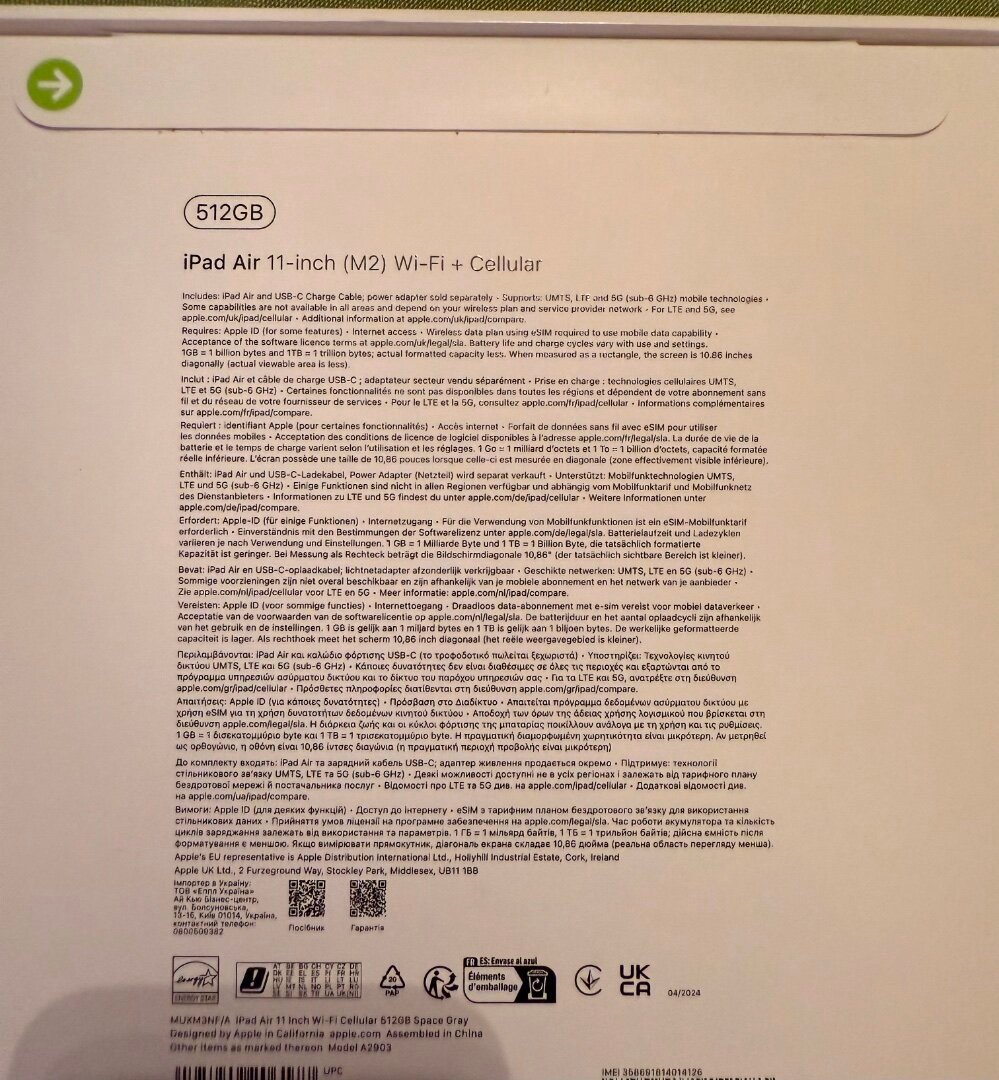 512GB
iPad Air 11-inch (M2) Wi-Fi + Cellular
Includes: iPad Air and USB-C Charge Cable; power adapter sold separately • Supports: UMTS, LTE and 5G (sub-6 GHz) mobile technologies •
Some capabilities are not available in all areas and depend on your wireless plan and service provider network • For LTE and 5G, see
apple.com/uk/ipad/cellular • Additional information at apple.com/uk/ipad/compare.
Requires: Apple ID (for some features) • Internet access • Wireless data plan using eSIM required to use mobile data capability •
Acceptance of the software licence terms at apple.com/uk/legal/sla. Battery life and charge cycles vary with use and settings.
1GB = 1 billion bytes and 1TB = 1 trillion bytes; actual formatted capacity less. When measured as a rectangle, the screen is 10.86 inches
diagonally (actual viewable area is less).
Inclut : iPad Air et câble de charge USB-C ; adaptateur secteur vendu séparément • Prise en charge : technologies cellulaires UMTS,
LTE et 5G (sub-6 GHz) • Certaines fonctionnalités ne sont pas disponibles dans toutes les régions et dépendent de votre abonnement sans
fil et du réseau de votre fournisseur de services • Pour le LTE et la 5G, consultez apple.com/fr/ipad/cellular • Informations complémentaires
sur apple.com/fr/ipad/compare.
Requiert : identifiant Apple (pour certaines fonctionnalités) • Accès internet • Forfait de données sans fil avec eSIM pour utiliser
les données mobiles • Acceptation des conditions de licence de logiciel disponibles à l'adresse apple.com/fr/legal/sla. La durée de vie de la
batterie et le temps de charge varient selon l'utilisation et les réglages. 1 Go = 1 milliard d'octets et 1 To = 1 billion d'octets, capacité formatée
réelle inférieure. L'écran possède une taille de 10,86 pouces lorsque celle-ci est mesurée en diagonale (zone effectivement visible inférieure).
Enthält: iPad Air und USB-C-Ladekabel, Power Adapter (Netzteil) wird separat verkauft • Unterstützt: Mobilfunktechnologien UMTS,
LTE und 5G (sub-6 GHz) • Einige Funktionen sind nicht in allen Regionen verfügbar und abhängig vom Mobilfunktarif und Mobilfunknetz
des Dienstanbieters • Informationen zu LTE und 5G findest du unter apple.com/de/ipad/cellular • Weitere Informationen unter
apple.com/de/ipad/compare.
Erfordert: Apple-ID (für einige Funktionen) • Internetzugang • Für die Verwendung von Mobilfunkfunktionen ist ein eSIM-Mobilfunktarif
erforderlich • Einverständnis mit den Bestimmungen der Softwarelizenz unter apple.com/de/legal/sla. Batterielaufzeit und Ladezyklen
variieren je nach Verwendung und Einstellungen. 1 GB = 1 Milliarde Byte und 1 TB = 1 Billion Byte, die tatsächlich formatierte
Kapazität ist geringer. Bei Messung als Rechteck beträgt die Bildschirmdiagonale 10,86" (der tatsächlich sichtbare Bereich ist kleiner).
Bevat: iPad Air en USB-C-oplaadkabel; lichtnetadapter afzonderlijk verkrijgbaar • Geschikte netwerken: UMTS, LTE en 5G (sub-6 GHz) •
Sommige voorzieningen zijn niet overal beschikbaar en zijn afhankelijk van je mobiele abonnement en het netwerk van je aanbieder •
Zie apple.com/nl/ipad/cellular voor LTE en 5G • Meer informatie: apple.com/nl/ipad/compare.
Vereisten: Apple ID (voor sommige functies) • Internettoegang • Draadloos data-abonnement met e-sim vereist voor mobiel dataverkeer •
Acceptatie van de voorwaarden van de softwarelicentie op apple.com/nl/legal/sla. De batterijduur en het aantal oplaadcycli zijn afhankelijk
van het gebruik en de instellingen. 1 GB is gelijk aan 1 miljard bytes en 1 TB is gelijk aan 1 biljoen bytes. De werkelijke geformatteerde
capaciteit is lager. Als rechthoek meet het scherm 10,86 inch diagonaal (het reële weergavegebied is kleiner).
Περιλαμβάνονται: iPad Air και καλώδιο φόρτισης USB-C (το τροφοδοτικό πωλείται ξεχωριστά) • Υποστηρίζει: Τεχνολογίες κινητού
δικτύου UMTS, LTE και 5G (sub-6 GHz) • Κάποιες δυνατότητες δεν είναι διαθέσιμες σε όλες τις περιοχές και εξαρτώνται από το
πρόγραμμα υπηρεσιών ασύρματου δικτύου και το δίκτυο του παρόχου υπηρεσιών σας • Για τα LTE και 5G, ανατρέξτε στη διεύθυνση
apple.com/gr/ipad/cellular • Πρόσθετες πληροφορίες διατίθενται στη διεύθυνση apple.com/gr/ipad/compare.
Απαιτήσεις: Apple ID (για κάποιες δυνατότητες) • Πρόσβαση στο Διαδίκτυο • Απαιτείται πρόγραμμα δεδομένων ασύρματου δικτύου με
χρήση eSIM για τη χρήση δυνατοτήτων δεδομένων κινητού δικτύου • Αποδοχή των όρων της άδειας χρήσης λογισμικού που βρίσκεται στη
διεύθυνση apple.com/legal/sla. Η διάρκεια ζωής και οι κύκλοι φόρτισης της μπαταρίας ποικίλλουν ανάλογα με τη χρήση και τις ρυθμίσεις.
1 GB = 1 δισεκατομμύριο byte και 1 TB = 1 τρισεκατομμύριο byte. Η πραγματική διαμορφωμένη χωρητικότητα είναι μικρότερη. Αν μετρηθεί
ως ορθογώνιο, η οθόνη είναι 10,86 ίντσες διαγώνια (η πραγματική περιοχή προβολής είναι μικρότερη)
До комплекту входять: iPad Air та зарядний кабель USB-C; адаптер живлення продається окремо • Підтримує: технології
стільникового зв'язку UMTS, LTE та 5G (sub-6 GHz) • Деякі можливості доступні не в усіх регіонах і залежать від тарифного плану
бездротової мережі й постачальника послуг • Відомості про LTE та 5G див. на apple.com/ipad/cellular • Додаткові відомості див.
на apple.com/ua/ipad/compare.
Вимоги: Apple ID (для деяких функцій) • Доступ до інтернету • eSIM з тарифним планом бездротового зв'язку для використання
стільникових даних • Прийняття умов ліцензії на програмне забезпечення на apple.com/legal/sla. Час роботи акумулятора та кількість
циклів заряджання залежать від використання та параметрів. 1 ГБ = 1 мільярд байтів, 1 ТБ = 1 трильйон байтів; дійсна ємність після
форматування є меншою. Якщо вимірювати прямокутник, діагональ екрана складає 10,86 дюйма (реальна область перегляду менша).
Apple's EU representative is Apple Distribution International Ltd., Hollyhill Industrial Estate, Cork, Ireland
Apple UK Ltd., 2 Furzeground Way, Stockley Park, Middlesex, UB11 1BB
Імпортер в Україну:
ТОВ «Еппл Україна»
Ай Кью Бізнес-центр,
вул. Болсуновська,
13-15, Київ 01014, Україна,
контактний телефон:
0800500382
Посібник
Гарантія
energy
ENERGY STAR
20
PAP
FR ES: Envase al azul
Éléments
d'emballage
UK
CA
04/2024
MUXM3NF/A iPad Air 11 Inch Wi-Fi Cellular 512GB Space Gray
Designed by Apple in California apple.com Assembled in China
Other items as marked thereon Model A2903
UPC
IMEI 358691814014126